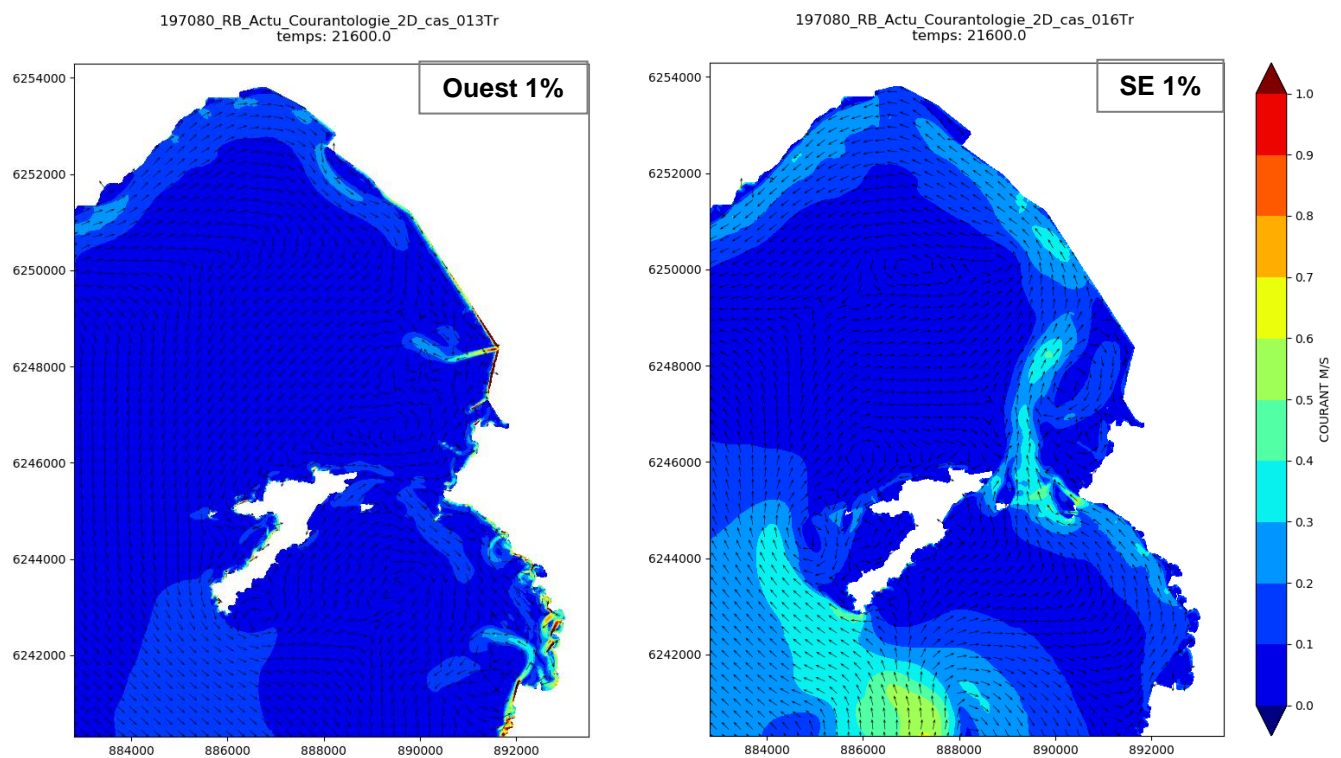 197080_RB_Actu_Courantologie_2D_cas_013Tr
temps: 21600.0
Ouest 1%
6254000
6252000
6250000
6248000
6246000
6244000
6242000
884000 886000 888000 890000 892000
197080_RB_Actu_Courantologie_2D_cas_016Tr
temps: 21600.0
SE 1%
6254000
6252000
6250000
6248000
6246000
6244000
6242000
884000 886000 888000 890000 892000
1.0
0.9
0.8
0.7
0.6
0.5
0.4
0.3
0.2
0.1
0.0
COURANT M/S